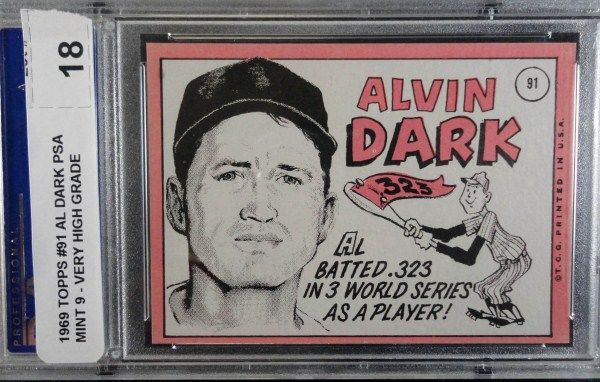 18
1969 TOPPS #91 AL DARK PSA
MINT 9 - VERY HIGH GRADE
PROFESSIONAL
ALVIN
DARK
91
.323
AL
BATTED .323
IN 3 WORLD SERIES
AS A PLAYER!
©T.C.G. PRINTED IN U.S.A.